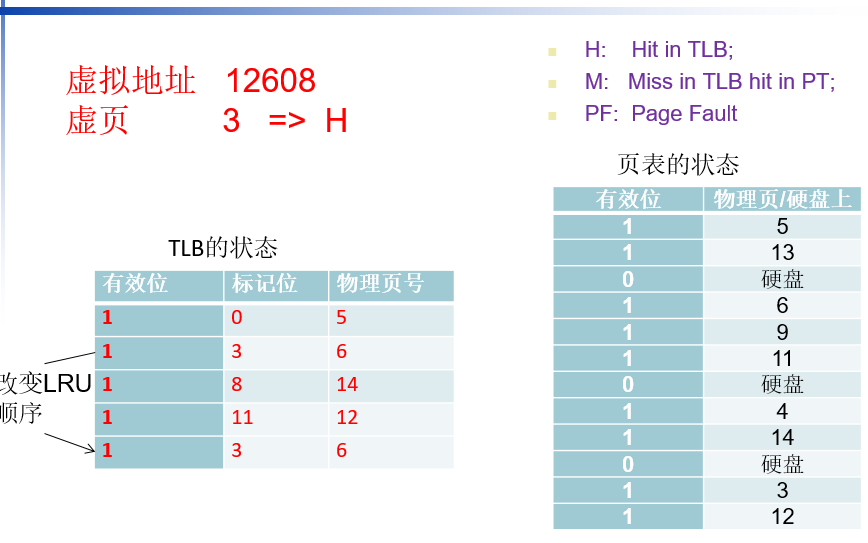 虚拟地址 12608
虚页 3 => H
H: Hit in TLB;
M: Miss in TLB hit in PT;
PF: Page Fault
TLB的状态
有效位 标记位 物理页号
1 0 5
1 3 6
1 8 14
1 11 12
1 3 6
改变LRU
顺序
页表的状态
有效位 物理页/硬盘上
1 5
1 13
0 硬盘
1 6
1 9
1 11
0 硬盘
1 4
1 14
0 硬盘
1 3
1 12